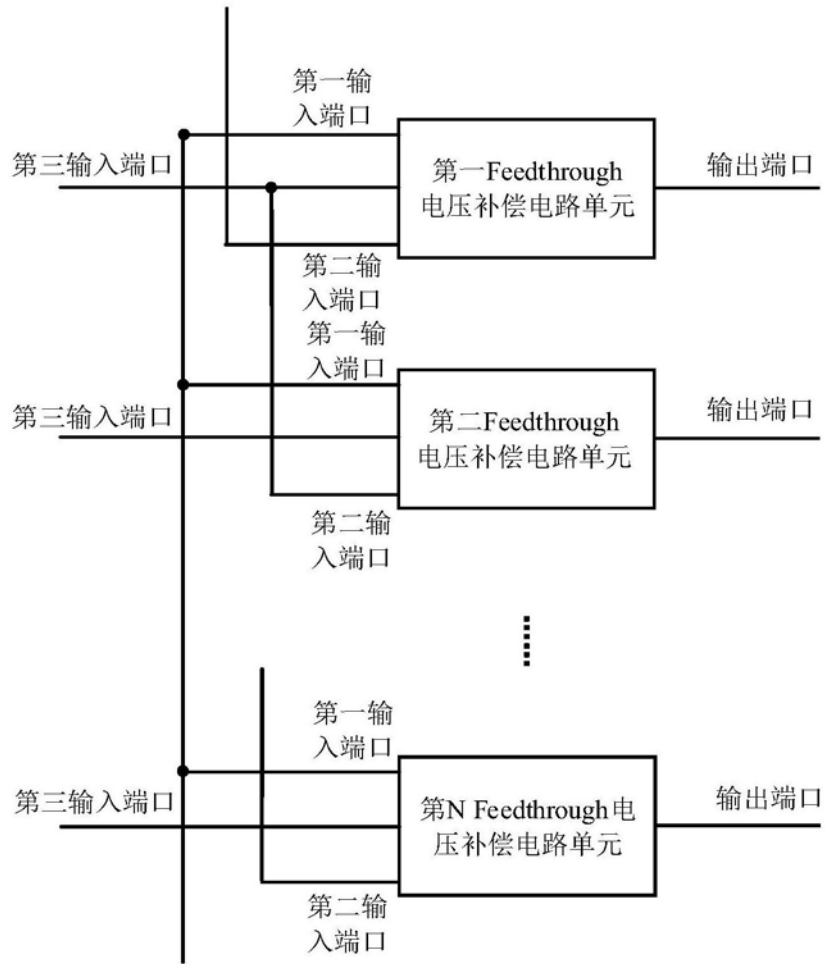 第一输
入端口
第三输入端口
第一Feedthrough
电压补偿电路单元
输出端口
第二输
入端口
第一输
入端口
第三输入端口
第二Feedthrough
电压补偿电路单元
输出端口
第二输
入端口
第一输
入端口
第三输入端口
第N Feedthrough电
压补偿电路单元
输出端口
第二输
入端口